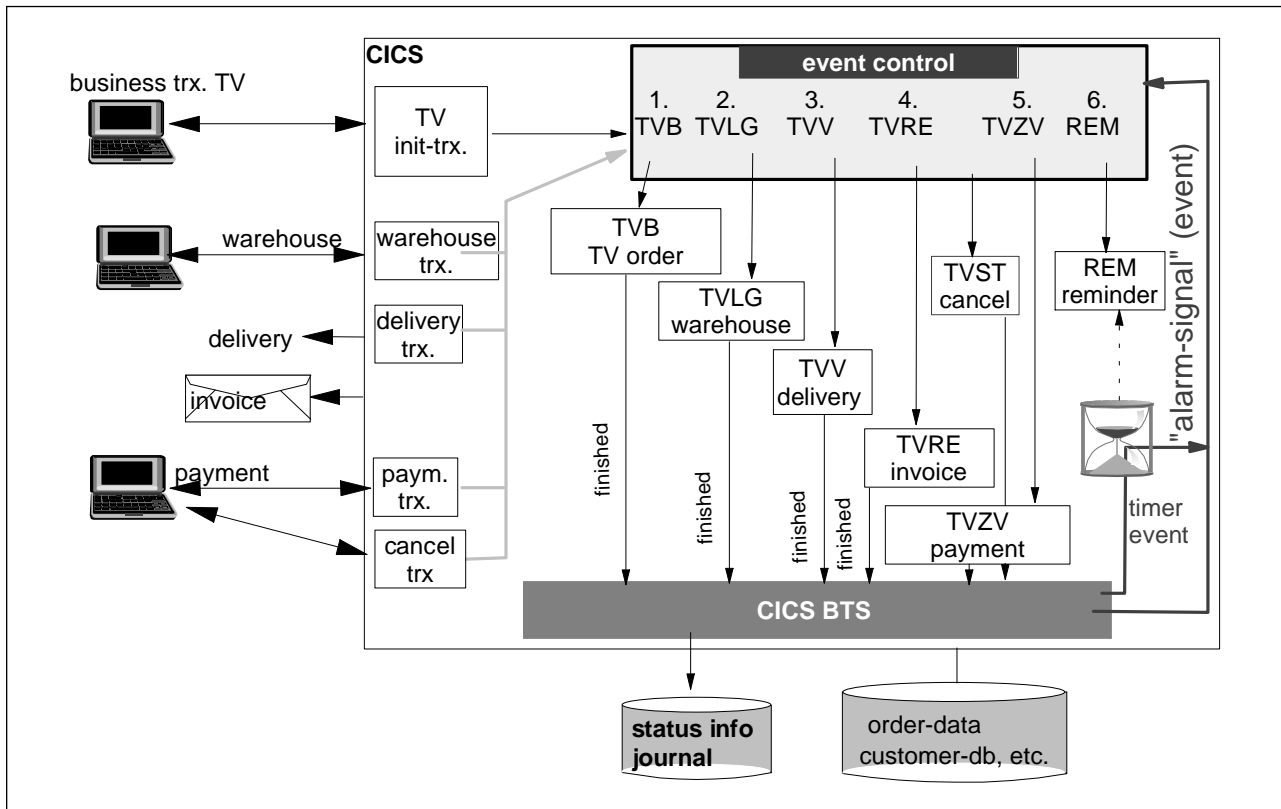 CICS
business trx. TV
event control
1. 2. 3. 4. 5. 6.
TVB TVLG TVV TVRE TVZV REM
TV
init-trx.
warehouse
warehouse
trx.
delivery
delivery
trx.
invoice
payment
paym.
trx.
cancel
trx
TVB
TV order
TVLG
warehouse
TVV
delivery
TVRE
invoice
TVST
cancel
TVZV
payment
REM
reminder
"alarm-signal" (event)
timer
event
finished
finished
finished
finished
CICS BTS
status info
journal
order-data
customer-db, etc.